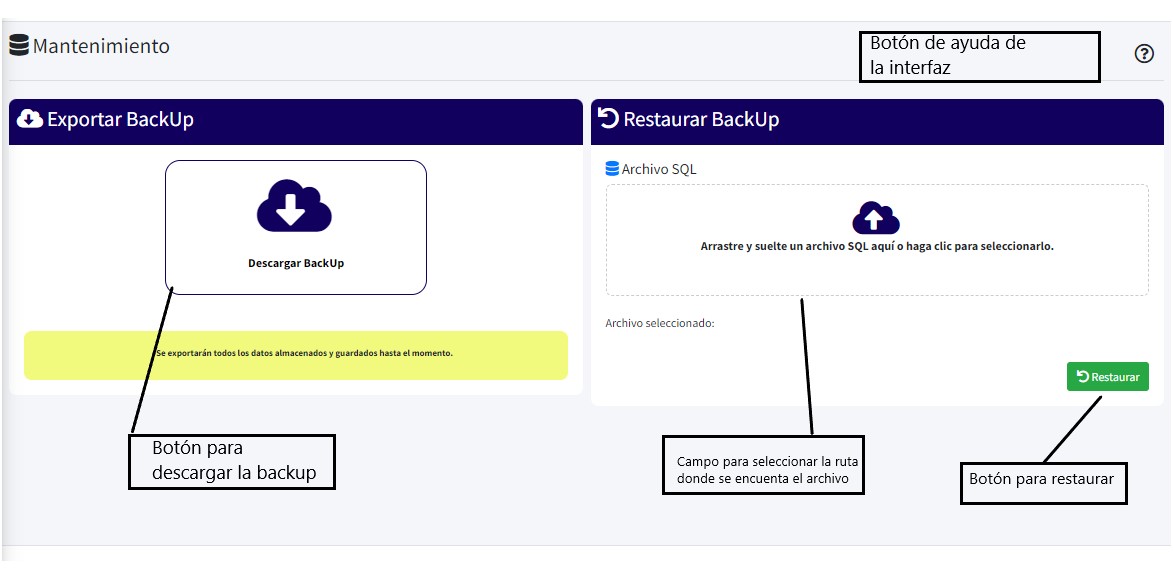 Mantenimiento
Botón de ayuda de
la interfaz
?
Exportar BackUp
Descargar BackUp
Se exportarán todos los datos almacenados y guardados hasta el momento.
Botón para
descargar la backup
Restaurar BackUp
Archivo SQL
Arrastre y suelte un archivo SQL aquí o haga clic para seleccionarlo.
Archivo seleccionado:
Restaurar
Campo para seleccionar la ruta
donde se encuenta el archivo
Botón para restaurar